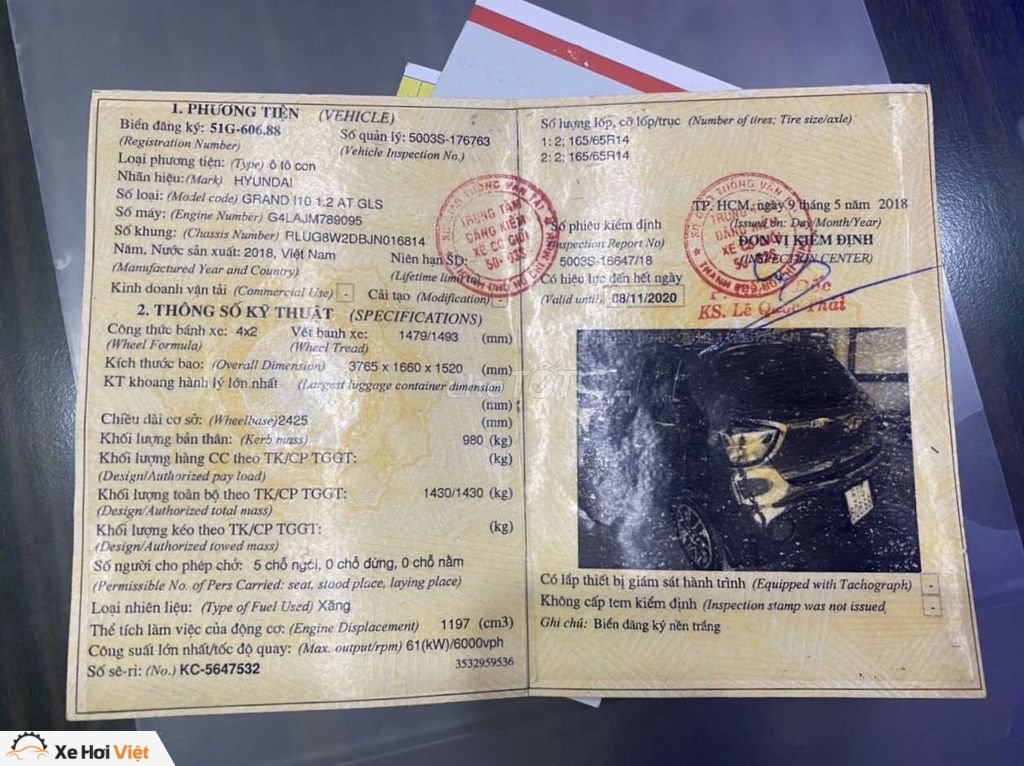 1. PHƯƠNG TIỆN (VEHICLE)
Biển đăng ký: 51G-606.88
(Registration Number)
Số quản lý: 5003S-176763
(Vehicle Inspection No.)
Loại phương tiện: (Type) ô tô con
Nhãn hiệu: (Mark) HYUNDAI
Số loại: (Model code) GRAND I10 1.2 AT GLS
Số máy: (Engine Number) G4LAJM789095
Số khung: (Chassis Number) RLUG8W2DBJN016814
Năm, Nước sản xuất: 2018, Việt Nam
(Manufactured Year and Country)
Niên hạn SD:
(Lifetime limit to)
Kinh doanh vận tải (Commercial Use) -
Cải tạo (Modification) -
2. THÔNG SỐ KỸ THUẬT (SPECIFICATIONS)
Công thức bánh xe: 4x2
(Wheel Formula)
Vết bánh xe: 1479/1493 (mm)
(Wheel Tread)
Kích thước bao: (Overall Dimension) 3765 x 1660 x 1520 (mm)
KT khoang hành lý lớn nhất (Largest luggage container dimension)
(mm)
Chiều dài cơ sở: (Wheelbase) 2425 (mm)
Khối lượng bản thân: (Kerb mass) 980 (kg)
Khối lượng hàng CC theo TK/CP TGGT: (kg)
(Design/Authorized pay load)
Khối lượng toàn bộ theo TK/CP TGGT: 1430/1430 (kg)
(Design/Authorized total mass)
Khối lượng kéo theo TK/CP TGGT: (kg)
(Design/Authorized towed mass)
Số người cho phép chở: 5 chỗ ngồi, 0 chỗ đứng, 0 chỗ nằm
(Permissible No. of Pers Carried: seat, stood place, laying place)
Loại nhiên liệu: (Type of Fuel Used) Xăng
Thể tích làm việc của động cơ: (Engine Displacement) 1197 (cm3)
Công suất lớn nhất/tốc độ quay: (Max. output/rpm) 61(kW)/6000vph
Số sê-ri: (No.) KC-5647532
3532959536
Số lượng lốp, cỡ lốp/trục (Number of tires; Tire size/axle)
1: 2; 165/65R14
2: 2; 165/65R14
TP. HCM, ngày 9 tháng 5 năm 2018
(Issued on: Day/Month/Year)
Số phiếu kiểm định
(Inspection Report No)
5003S-16647/18
ĐƠN VỊ KIỂM ĐỊNH
(INSPECTION CENTER)
Có hiệu lực đến hết ngày
(Valid until) 08/11/2020
TRUNG TÂM
ĐĂNG KIỂM
XE CƠ GIỚI
SỐ: 03S
TRUNG TÂM
ĐĂNG KIỂM
XE CƠ GIỚI
KS. Lê Quốc Thai
Có lắp thiết bị giám sát hành trình (Equipped with Tachograph) -
Không cấp tem kiểm định (Inspection stamp was not issued) -
Ghi chú: Biển đăng ký nền trắng
Xe Hơi Việt